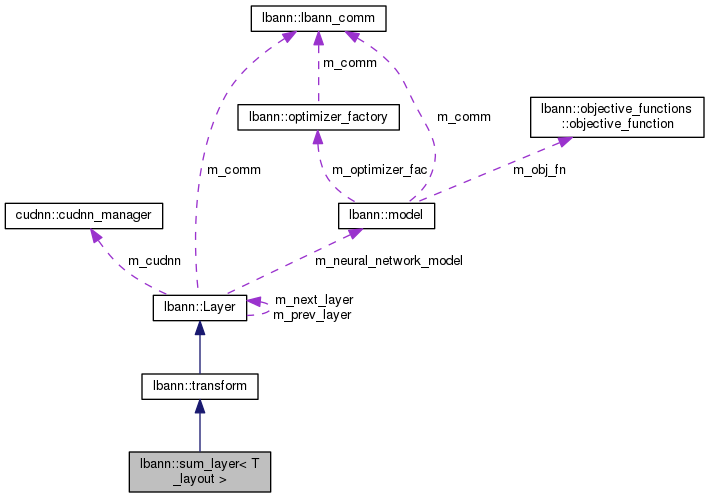 lbann::lbann_comm
m_comm
lbann::optimizer_factory
lbann::objective_functions
::objective_function
m_comm
m_comm
m_optimizer_fac
m_obj_fn
cudnn::cudnn_manager
lbann::model
m_cudnn
m_neural_network_model
lbann::Layer
m_next_layer
m_prev_layer
lbann::transform
lbann::sum_layer< T
_layout >